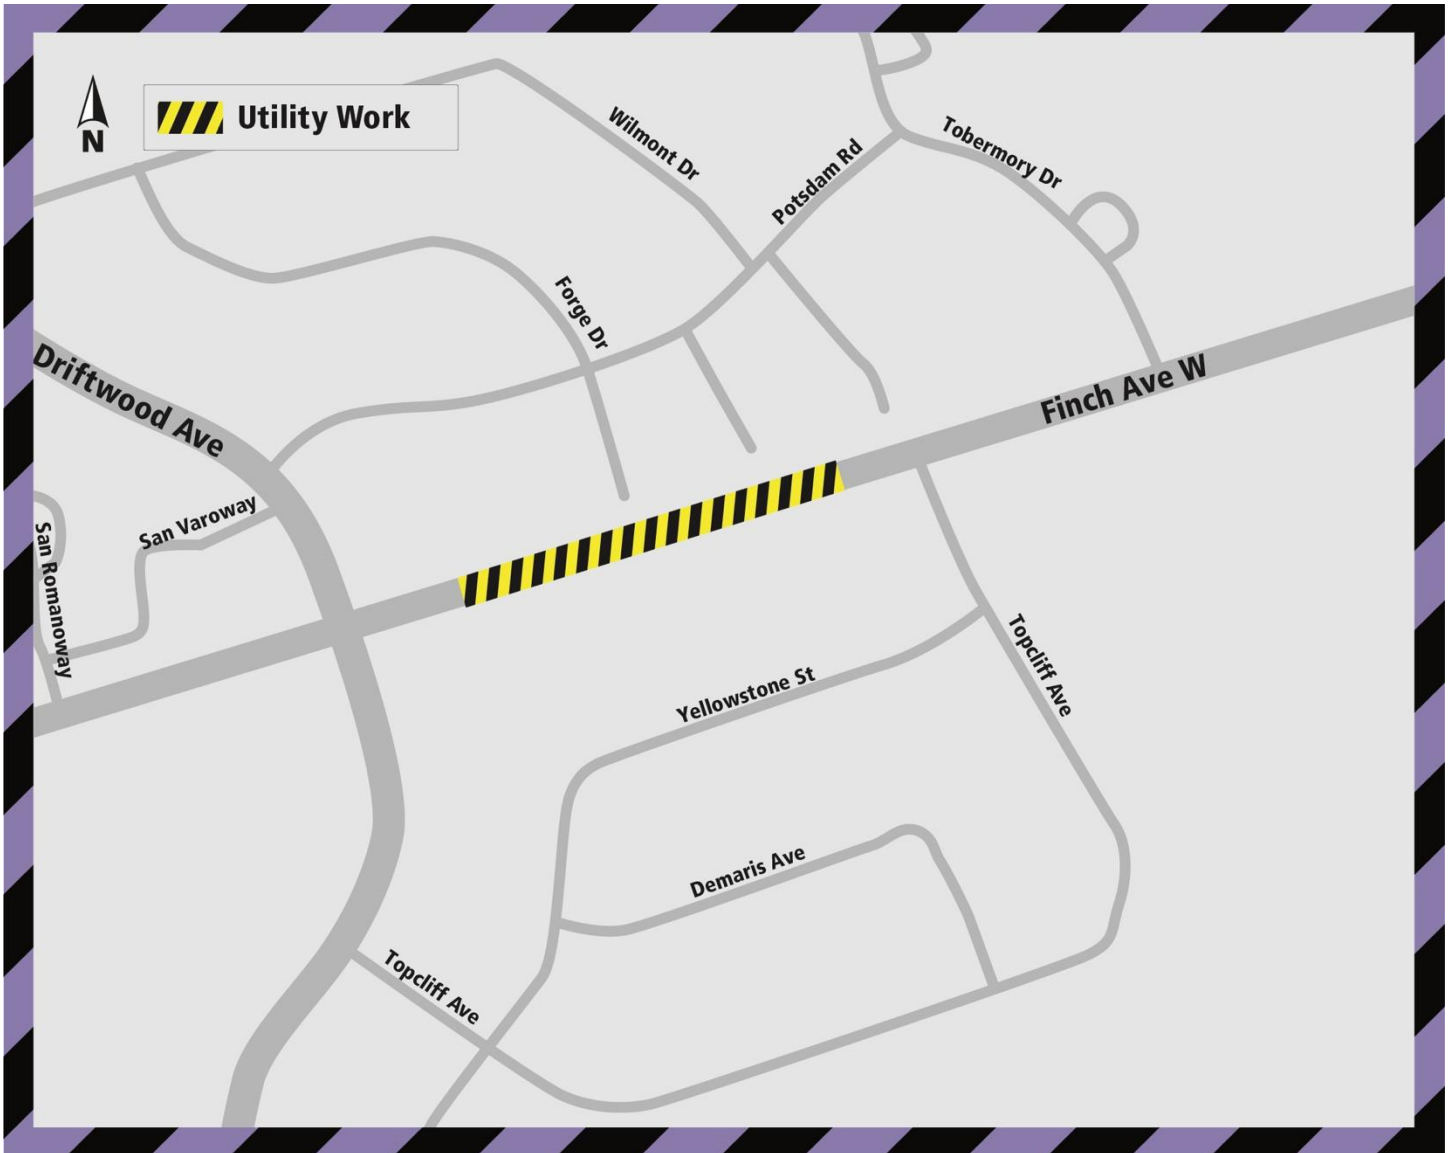 N
Utility Work
Wilmont Dr
Potsdam Rd
Tobermory Dr
Forge Dr
Driftwood Ave
Finch Ave W
San Varoway
San Romanoway
Topcliff Ave
Yellowstone St
Demaris Ave
Topcliff Ave